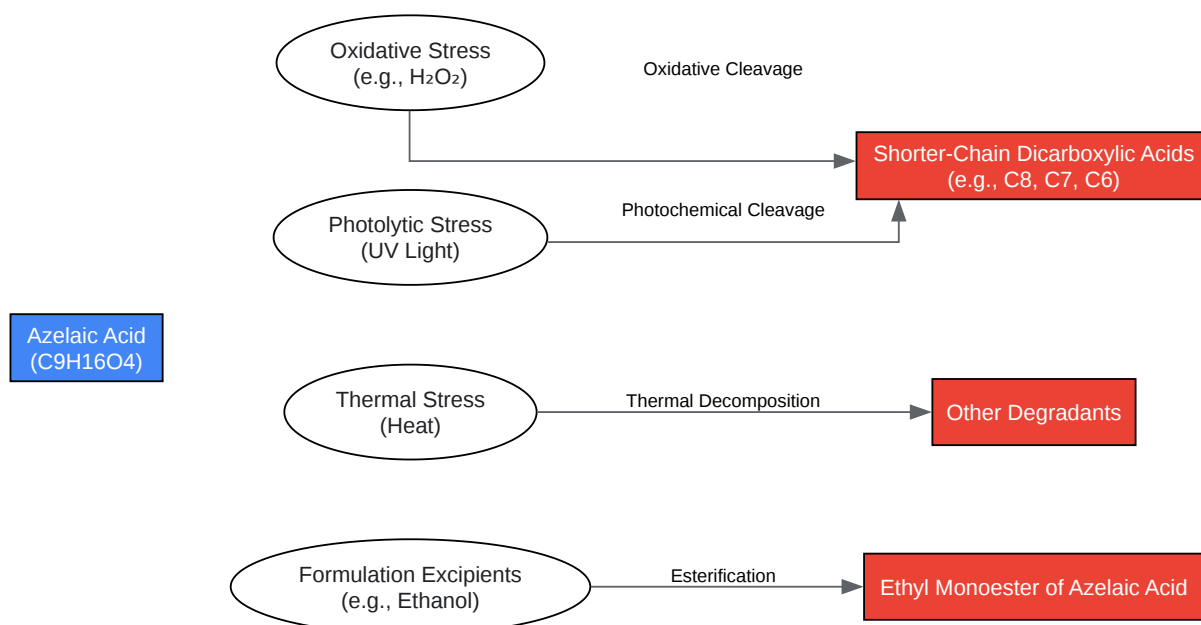 Oxidative Stress
(e.g., H₂O₂)
Oxidative Cleavage
Shorter-Chain Dicarboxylic Acids
(e.g., C8, C7, C6)
Photolytic Stress
(UV Light)
Photochemical Cleavage
Azelaic Acid
(C9H16O4)
Thermal Stress
(Heat)
Thermal Decomposition
Other Degradants
Formulation Excipients
(e.g., Ethanol)
Esterification
Ethyl Monoester of Azelaic Acid